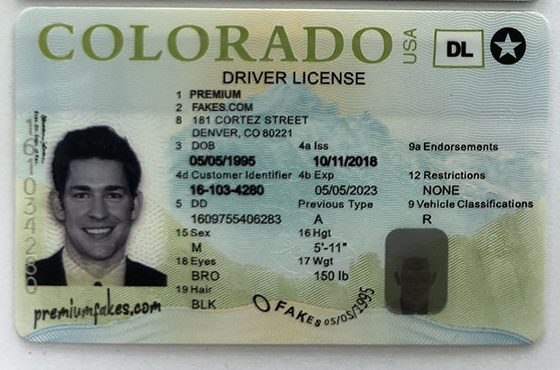 COLORADO
USA
DL
DRIVER LICENSE
1 PREMIUM
2 FAKES.COM
8 181 CORTEZ STREET
DENVER, CO 80221
3 DOB 4a Iss 9a Endorsements
05/05/1995 10/11/2018
4d Customer Identifier 4b Exp 12 Restrictions
16-103-4280 05/05/2023 NONE
5 DD Previous Type 9 Vehicle Classifications
1609755406283 A R
15 Sex 16 Hgt
M 5'-11"
18 Eyes 17 Wgt
BRO 150 lb
19 Hair
BLK
FAKEs 05/05/1995
premiumfakes.com
161034280